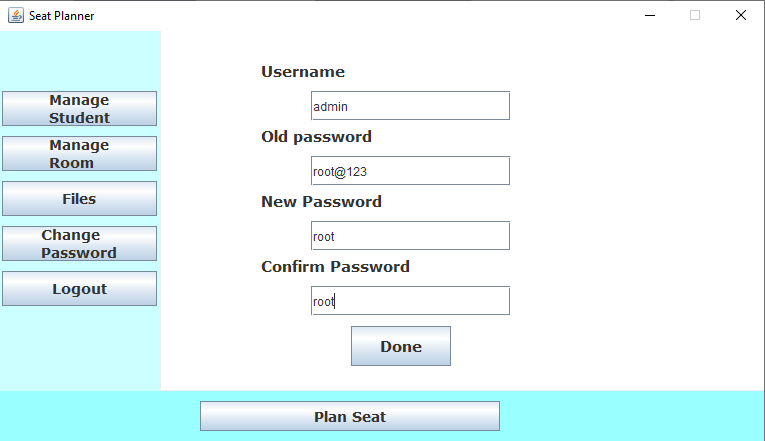 Seat Planner
Manage
Student
Manage
Room
Files
Change
Password
Logout
Username
admin
Old password
root@123
New Password
root
Confirm Password
root
Done
Plan Seat